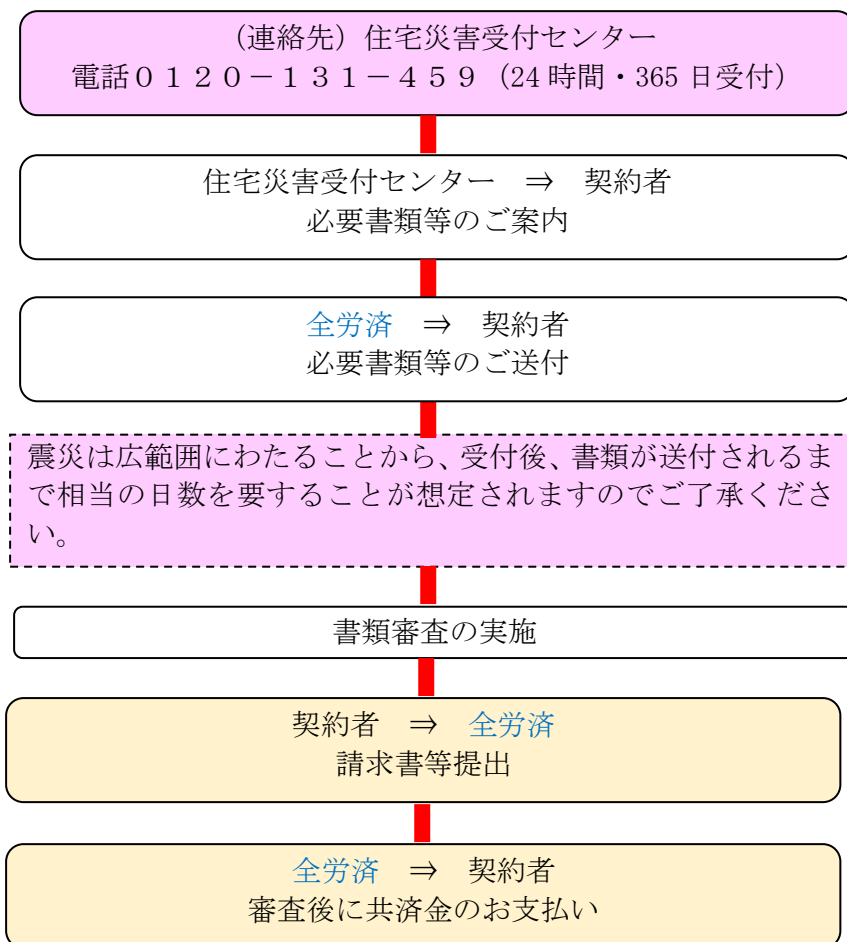 （連絡先）住宅災害受付センター
電話０１２０－１３１－４５９（24 時間・365 日受付）
住宅災害受付センター　⇒　契約者
必要書類等のご案内
全労済　⇒　契約者
必要書類等のご送付
震災は広範囲にわたることから、受付後、書類が送付されるま
で相当の日数を要することが想定されますのでご了承くださ
い。
書類審査の実施
契約者　⇒　全労済
請求書等提出
全労済　⇒　契約者
審査後に共済金のお支払い